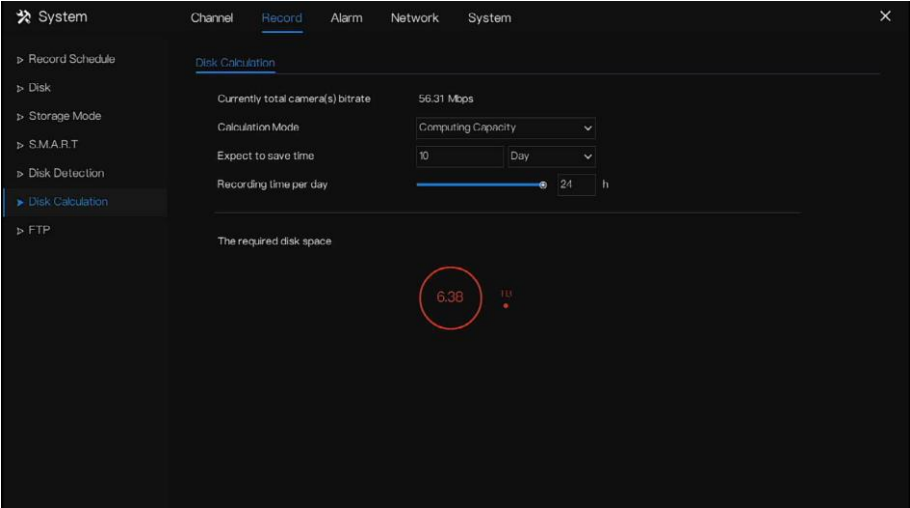 System Channel Record Alarm Network System
Record Schedule
Disk
Storage Mode
S.M.A.R.T
Disk Detection
Disk Calculation
FTP
Disk Calculation
Currently total camera(s) bitrate 56.31 Mbps
Calculation Mode Computing Capacity
Expect to save time 10 Day
Recording time per day 24 h
The required disk space
6.38